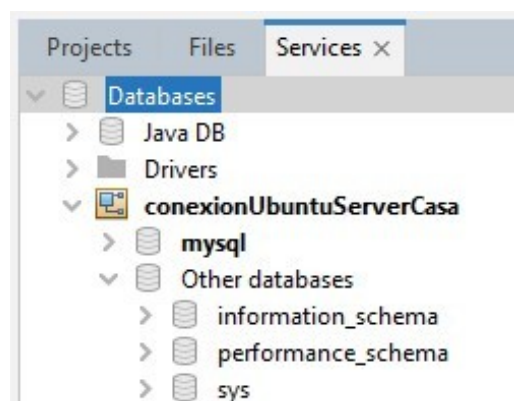 Projects Files Services ×
Databases
Java DB
Drivers
conexionUbuntuServerCasa
mysql
Other databases
information_schema
performance_schema
sys